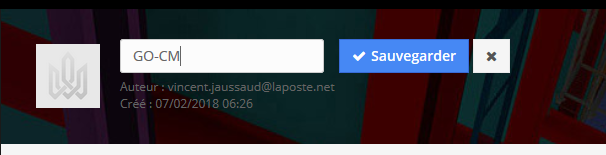 GO-CM
✔ Sauvegarder ✖
Auteur : vincent.jaussaud@laposte.net
Créé : 07/02/2018 06:26